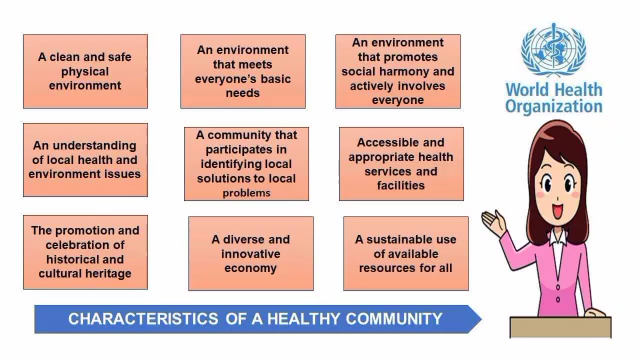 A clean and safe
physical
environment
An environment
that meets
everyone's basic
needs
An environment
that promotes
social harmony and
actively involves
everyone
World Health
Organization
An understanding
of local health and
environment issues
A community that
participates in
identifying local
solutions to local
problems
Accessible and
appropriate health
services and
facilities
The promotion and
celebration of
historical and
cultural heritage
A diverse and
innovative
economy
A sustainable use
of available
resources for all
CHARACTERISTICS OF A HEALTHY COMMUNITY